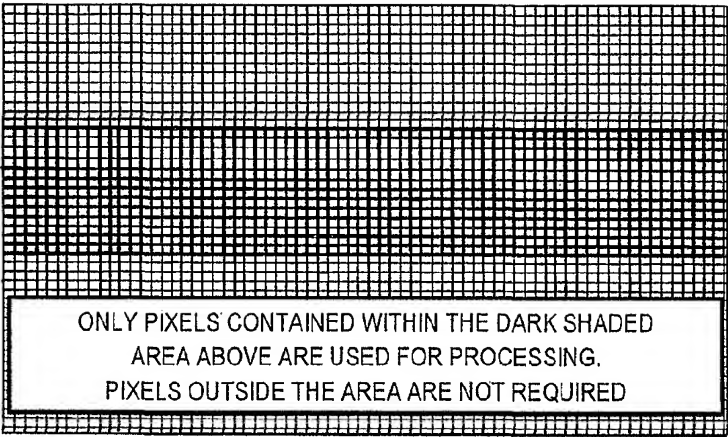 ONLY PIXELS CONTAINED WITHIN THE DARK SHADED
AREA ABOVE ARE USED FOR PROCESSING.
PIXELS OUTSIDE THE AREA ARE NOT REQUIRED